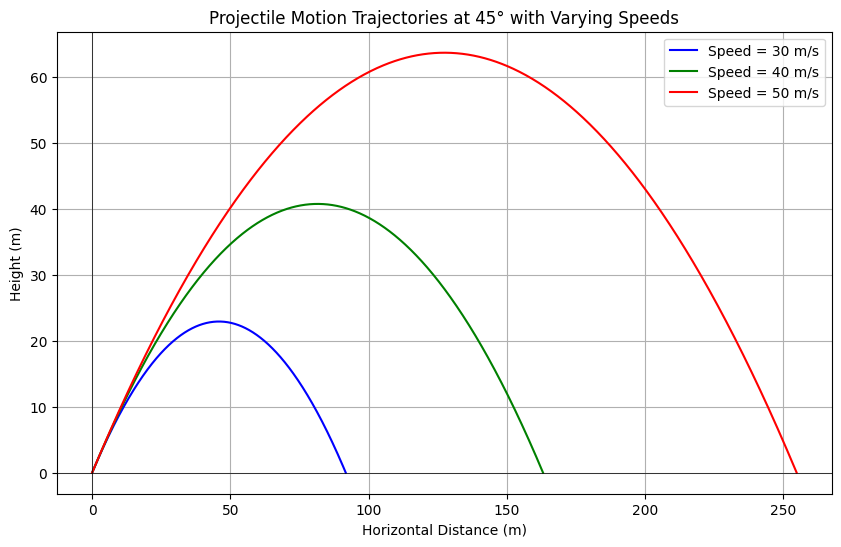 Projectile Motion Trajectories at 45° with Varying Speeds
Speed = 30 m/s
Speed = 40 m/s
Speed = 50 m/s
Height (m)
60
50
40
30
20
10
0
0 50 100 150 200 250
Horizontal Distance (m)